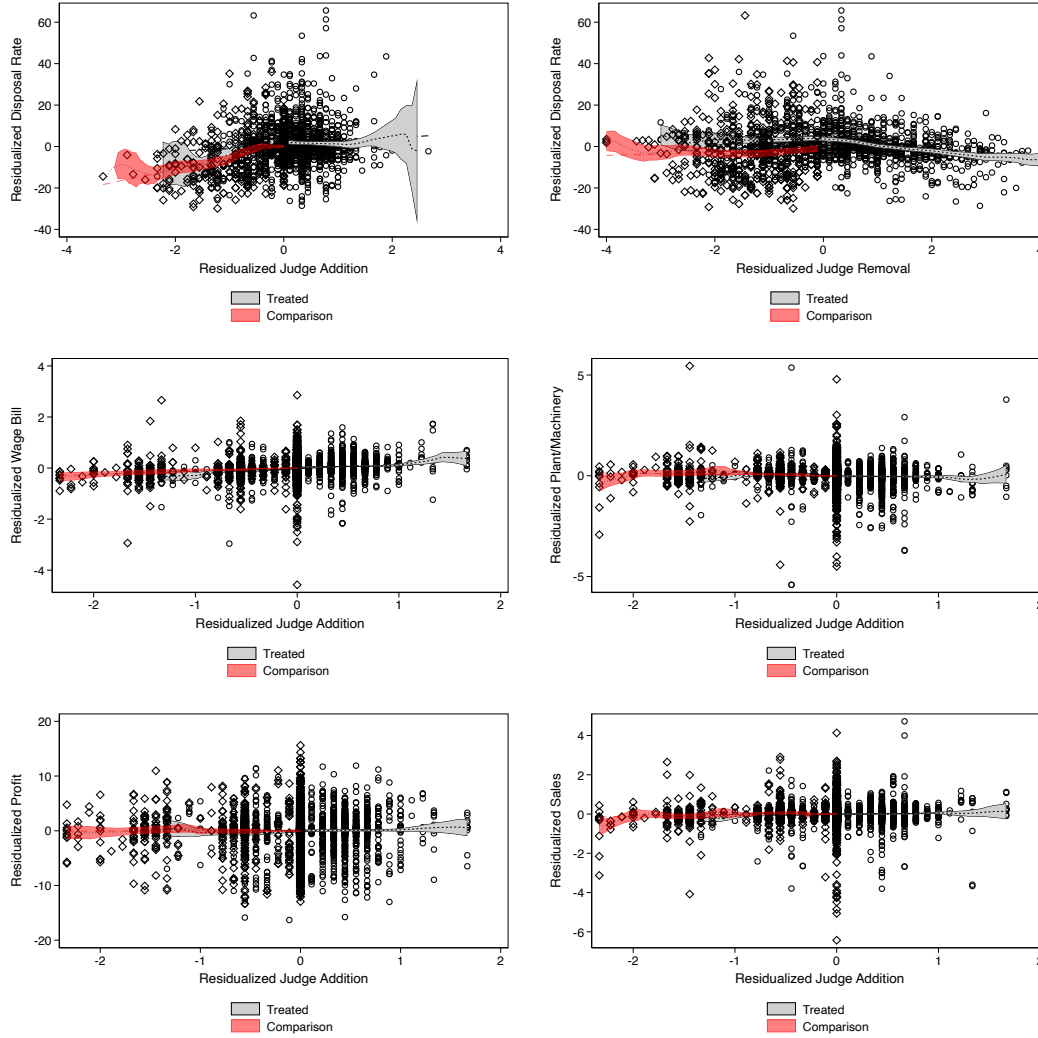 Residualized Disposal Rate
60
40
20
0
-20
-40
-4
-2
0
2
4
Residualized Judge Addition
Treated
Comparison
Residualized Disposal Rate
60
40
20
0
-20
-40
-4
-2
0
2
4
Residualized Judge Removal
Treated
Comparison
Residualized Wage Bill
4
2
0
-2
-4
-2
-1
0
1
2
Residualized Judge Addition
Treated
Comparison
Residualized Plant/Machinery
5
0
-5
-2
-1
0
1
2
Residualized Judge Addition
Treated
Comparison
Residualized Profit
20
10
0
-10
-20
-2
-1
0
1
2
Residualized Judge Addition
Treated
Comparison
Residualized Sales
4
2
0
-2
-4
-6
-2
-1
0
1
2
Residualized Judge Addition
Treated
Comparison